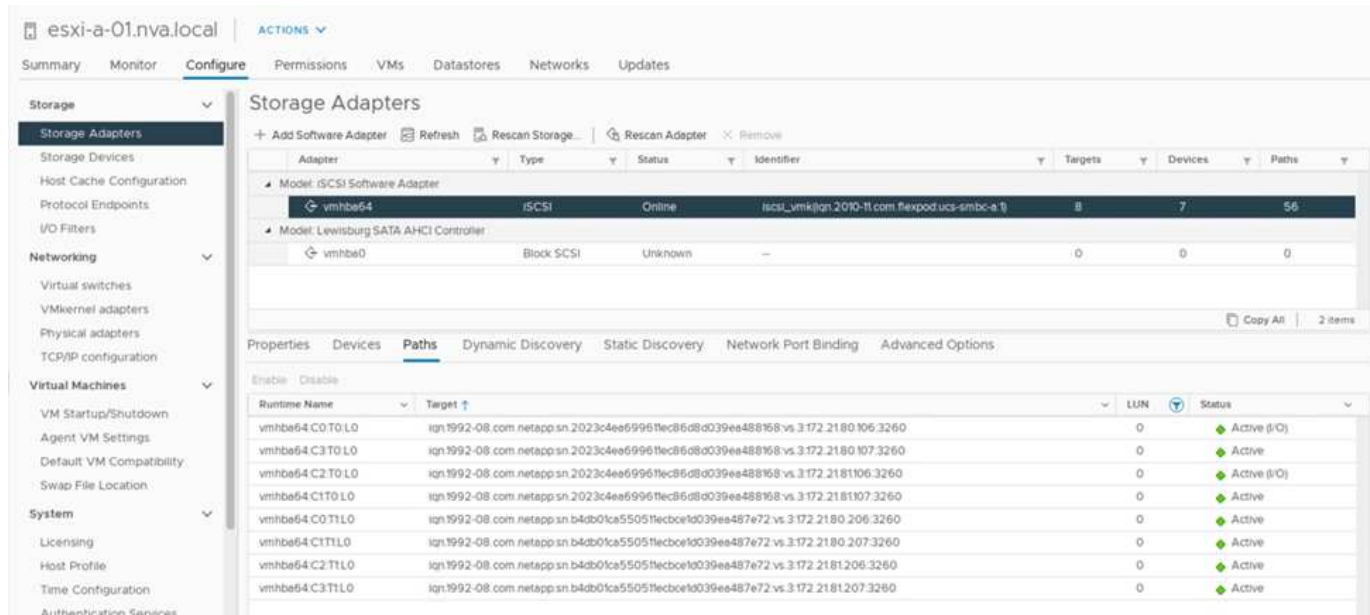 esxi-a-01.nva.local ACTIONS
Summary Monitor Configure Permissions VMs Datastores Networks Updates
Storage
Storage Adapters
Storage Devices
Host Cache Configuration
Protocol Endpoints
I/O Filters
Networking
Virtual switches
VMkernel adapters
Physical adapters
TCP/IP configuration
Virtual Machines
VM Startup/Shutdown
Agent VM Settings
Default VM Compatibility
Swap File Location
System
Licensing
Host Profile
Time Configuration
Authentication Services
Storage Adapters
Add Software Adapter Refresh Rescan Storage... Rescan Adapter Remove
Adapter Type Status Identifier Targets Devices Paths
Model: iSCSI Software Adapter
vmhba64 iSCSI Online iscsi_vmk(iqn.2010-11.com.flexpod:ucs-smbc-a:1) 8 7 56
Model: Lewisburg SATA AHCI Controller
vmhba0 Block SCSI Unknown -- 0 0 0
Copy All 2 items
Properties Devices Paths Dynamic Discovery Static Discovery Network Port Binding Advanced Options
Enable Disable
Runtime Name Target LUN Status
vmhba64:C0:T0:L0 iqn.1992-08.com.netapp:sn.2023c4ea699611ec86d8d039ea488168:vs.3:172.21.80.106:3260 0 Active (I/O)
vmhba64:C3:T0:L0 iqn.1992-08.com.netapp:sn.2023c4ea699611ec86d8d039ea488168:vs.3:172.21.80.107:3260 0 Active
vmhba64:C2:T0:L0 iqn.1992-08.com.netapp:sn.2023c4ea699611ec86d8d039ea488168:vs.3:172.21.81.106:3260 0 Active (I/O)
vmhba64:C1:T0:L0 iqn.1992-08.com.netapp:sn.2023c4ea699611ec86d8d039ea488168:vs.3:172.21.81.107:3260 0 Active
vmhba64:C0:T1:L0 iqn.1992-08.com.netapp:sn.b4db01ca550511ecbce1d039ea487e72:vs.3:172.21.80.206:3260 0 Active
vmhba64:C1:T1:L0 iqn.1992-08.com.netapp:sn.b4db01ca550511ecbce1d039ea487e72:vs.3:172.21.80.207:3260 0 Active
vmhba64:C2:T1:L0 iqn.1992-08.com.netapp:sn.b4db01ca550511ecbce1d039ea487e72:vs.3:172.21.81.206:3260 0 Active
vmhba64:C3:T1:L0 iqn.1992-08.com.netapp:sn.b4db01ca550511ecbce1d039ea487e72:vs.3:172.21.81.207:3260 0 Active